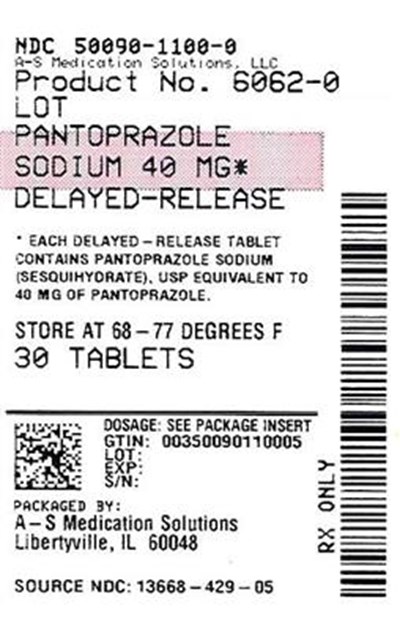 NDC 50090-1100-0
A-S Medication Solutions, LLC
Product No. 6062-0
LOT
PANTOPRAZOLE
SODIUM 40 MG*
DELAYED-RELEASE
* EACH DELAYED-RELEASE TABLET
CONTAINS PANTOPRAZOLE SODIUM
(SESQUIHYDRATE), USP EQUIVALENT TO
40 MG OF PANTOPRAZOLE.
STORE AT 68-77 DEGREES F
30 TABLETS
DOSAGE: SEE PACKAGE INSERT
GTIN: 00350090110005
LOT:
EXP:
S/N:
PACKAGED BY:
A-S Medication Solutions
Libertyville, IL 60048
SOURCE NDC: 13668-429-05
RX ONLY